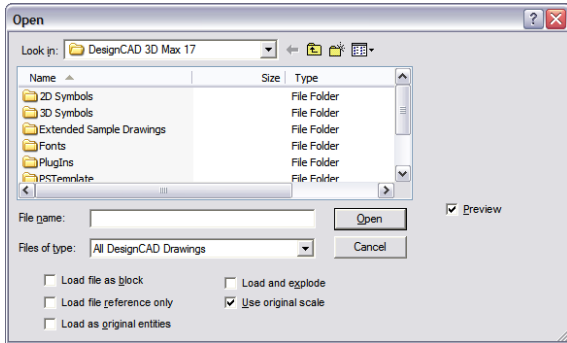 Open
Look in: DesignCAD 3D Max 17
Name Size Type
2D Symbols File Folder
3D Symbols File Folder
Extended Sample Drawings File Folder
Fonts File Folder
PlugIns File Folder
PSTemplate File Folder
File name: Open
Preview
Files of type: All DesignCAD Drawings Cancel
Load file as block Load and explode
Load file reference only Use original scale
Load as original entities